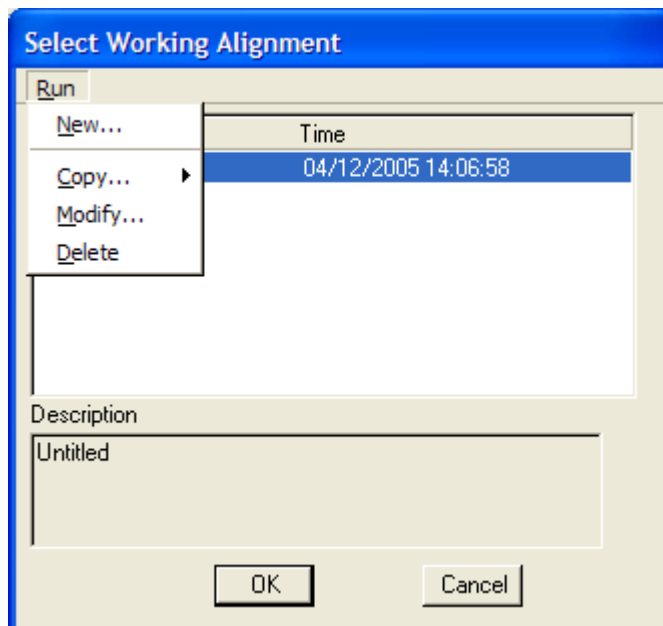 Select Working Alignment
Run
New...
Time
Copy...
04/12/2005 14:06:58
Modify...
Delete
Description
Untitled
OK
Cancel